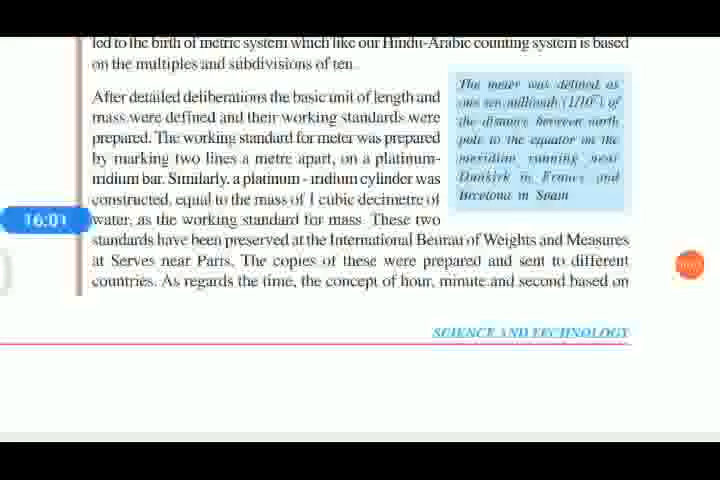 led to the birth of metric system which like our Hindu-Arabic counting system is based
on the multiples and subdivisions of ten.
After detailed deliberations the basic unit of length and
mass were defined and their working standards were
prepared. The working standard for meter was prepared
by marking two lines a metre apart, on a platinum-
iridium bar. Similarly, a platinum - iridium cylinder was
constructed, equal to the mass of 1 cubic decimetre of
water, as the working standard for mass. These two
standards have been preserved at the International Beurau of Weights and Measures
at Serves near Paris. The copies of these were prepared and sent to different
countries. As regards the time, the concept of hour, minute and second based on
The meter was defined as
one ten millionth (1/10⁷) of
the distance between north
pole to the equator on the
meridian running near
Dunkirk in France and
in Spain
16:01
SCIENCE AND TECHNOLOGY